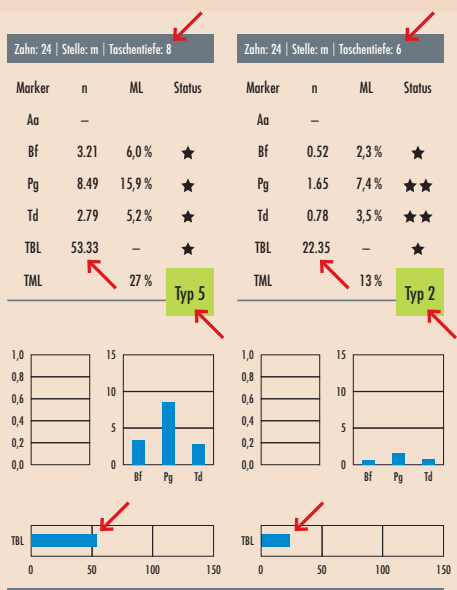 Zahn: 24 | Stelle: m | Taschentiefe: 8
Marker n ML Status
Aa –
Bf 3.21 6,0 % ★
Pg 8.49 15,9 % ★
Td 2.79 5,2 % ★
TBL 53.33 – ★
TML 27 % Typ 5
1,0
0,8
0,6
0,4
0,2
0,0
15
10
5
0
Bf Pg Td
TBL
0 50 100 150
Zahn: 24 | Stelle: m | Taschentiefe: 6
Marker n ML Status
Aa –
Bf 0.52 2,3 % ★
Pg 1.65 7,4 % ★★
Td 0.78 3,5 % ★★
TBL 22.35 – ★
TML 13 % Typ 2
1,0
0,8
0,6
0,4
0,2
0,0
15
10
5
0
Bf Pg Td
TBL
0 50 100 150